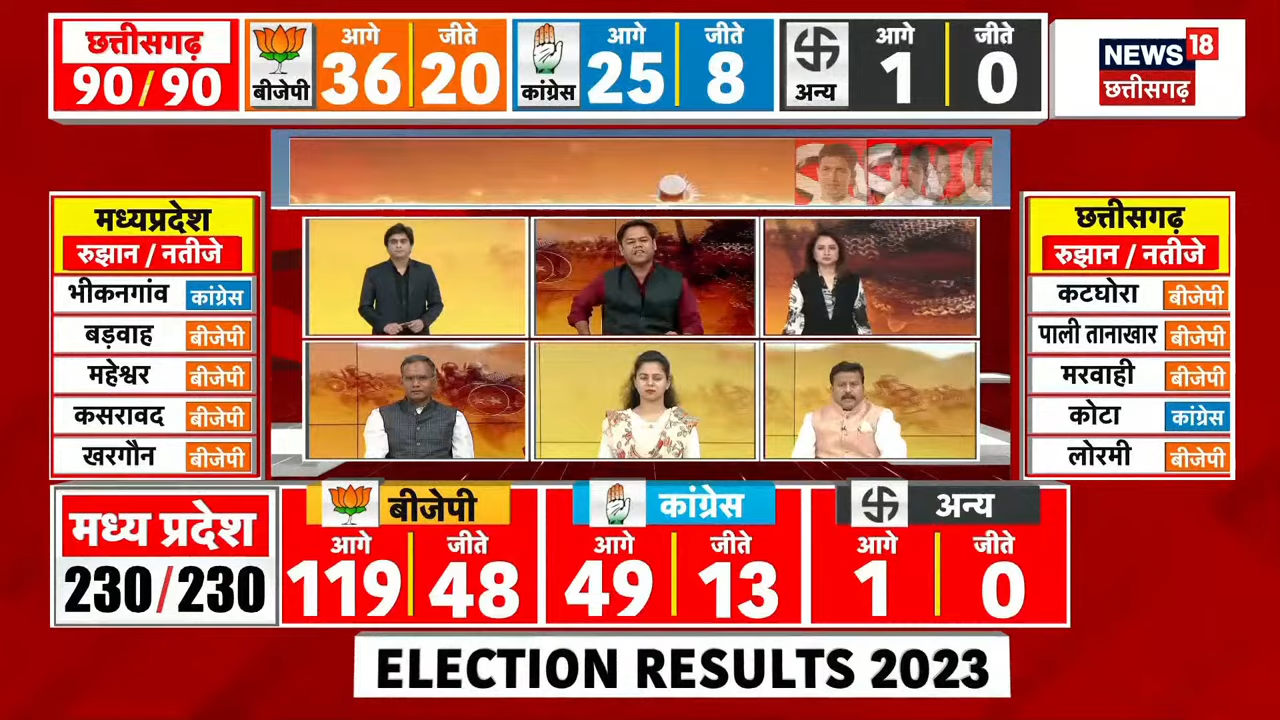 छत्तीसगढ़
90/90
बीजेपी
आगे जीते
36 20
कांग्रेस
आगे जीते
25 8
अन्य
आगे जीते
1 0
NEWS 18
छत्तीसगढ़
मध्यप्रदेश
रुझान / नतीजे
भीकनगांव कांग्रेस
बड़वाह बीजेपी
महेश्वर बीजेपी
कसरावद बीजेपी
खरगौन बीजेपी
छत्तीसगढ़
रुझान / नतीजे
कटघोरा बीजेपी
पाली तानाखार बीजेपी
मरवाही बीजेपी
कोटा कांग्रेस
लोरमी बीजेपी
मध्य प्रदेश
230/230
बीजेपी
आगे जीते
119 48
कांग्रेस
आगे जीते
49 13
अन्य
आगे जीते
1 0
ELECTION RESULTS 2023